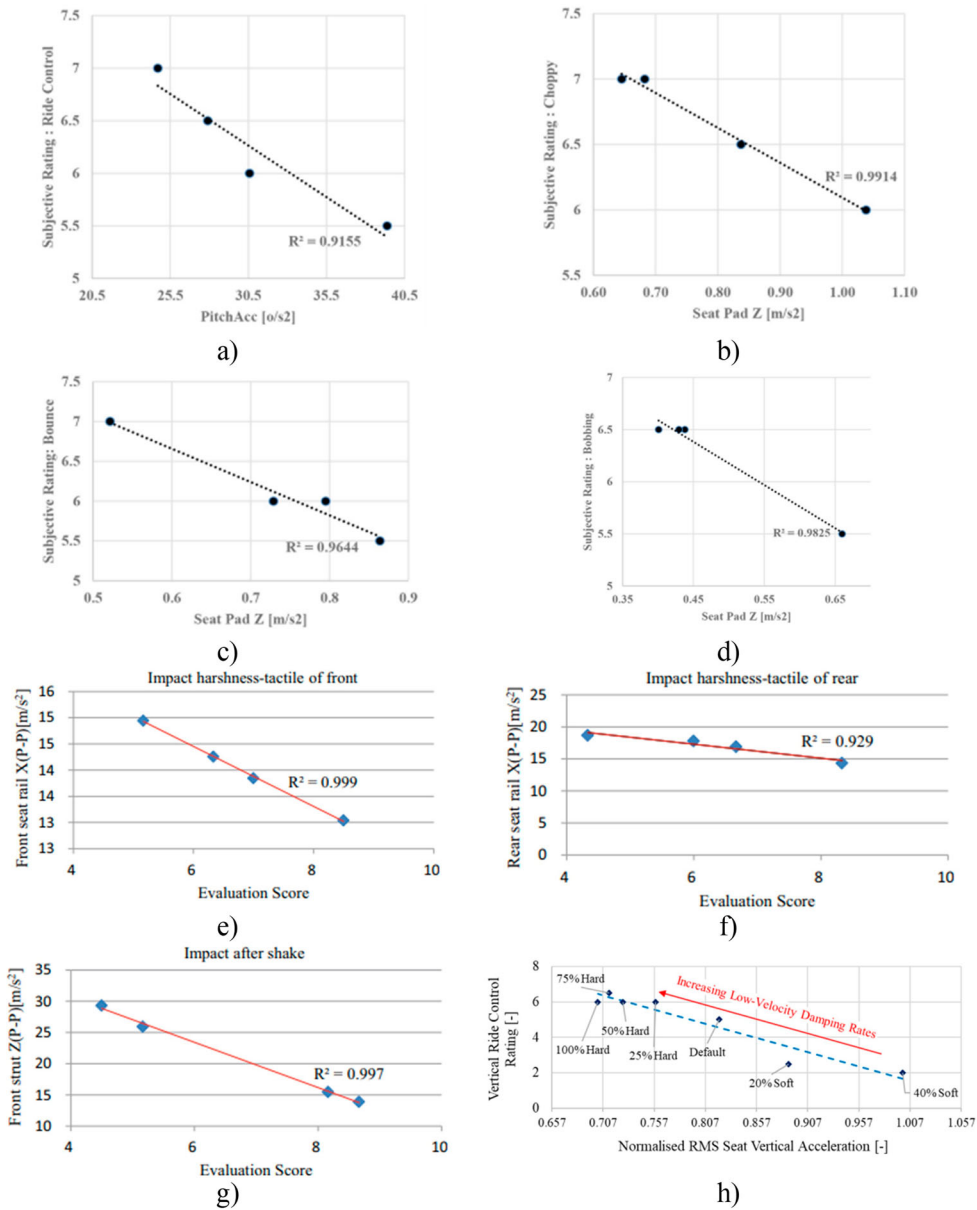 7.5
7
6.5
6
5.5
5
Subjective Rating : Ride Control
R² = 0.9155
20.5 25.5 30.5 35.5 40.5
PitchAcc [o/s2]
a)
7.5
7
6.5
6
5.5
Subjective Rating : Choppy
R² = 0.9914
0.60 0.70 0.80 0.90 1.00 1.10
Seat Pad Z [m/s2]
b)
7.5
7
6.5
6
5.5
5
Subjective Rating: Bounce
R² = 0.9644
0.5 0.6 0.7 0.8 0.9
Seat Pad Z [m/s2]
c)
7
6.5
6
5.5
5
Subjective Rating : Bobbing
R² = 0.9825
0.35 0.45 0.55 0.65
Seat Pad Z [m/s2]
d)
Impact harshness-tactile of front
16
15
15
14
14
13
13
Front seat rail X(P-P)[m/s²]
R² = 0.999
4 6 8 10
Evaluation Score
e)
Impact harshness-tactile of rear
25
20
15
10
5
0
Rear seat rail X(P-P)[m/s²]
R² = 0.929
4 6 8 10
Evaluation Score
f)
Impact after shake
35
30
25
20
15
10
Front strut Z(P-P)[m/s²]
R² = 0.997
4 6 8 10
Evaluation Score
g)
8
6
4
2
0
Vertical Ride Control
Rating [-]
75% Hard
100% Hard
50% Hard
25% Hard
Default
20% Soft
40% Soft
Increasing Low-Velocity Damping Rates
0.657 0.707 0.757 0.807 0.857 0.907 0.957 1.007 1.057
Normalised RMS Seat Vertical Acceleration [-]
h)